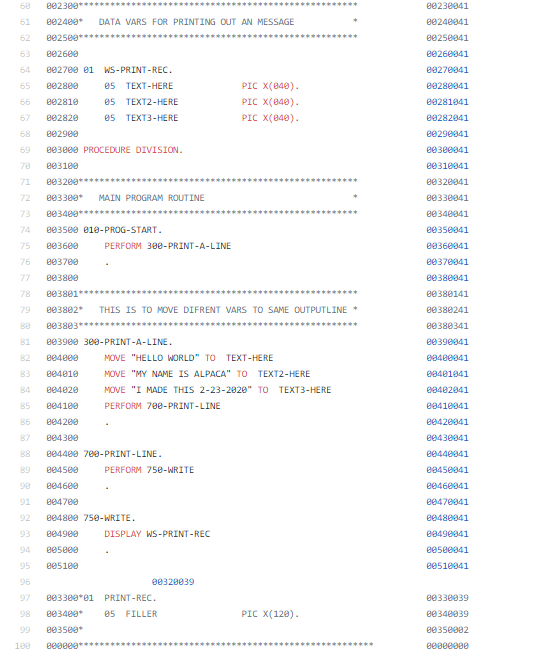 60 002300***************************************************** 00230041
61 002400*   DATA VARS FOR PRINTING OUT AN MESSAGE           * 00240041
62 002500***************************************************** 00250041
63 002600 00260041
64 002700 01  WS-PRINT-REC. 00270041
65 002800     05  TEXT-HERE             PIC X(040). 00280041
66 002810     05  TEXT2-HERE            PIC X(040). 00281041
67 002820     05  TEXT3-HERE            PIC X(040). 00282041
68 002900 00290041
69 003000 PROCEDURE DIVISION. 00300041
70 003100 00310041
71 003200***************************************************** 00320041
72 003300*   MAIN PROGRAM ROUTINE                            * 00330041
73 003400***************************************************** 00340041
74 003500 010-PROG-START. 00350041
75 003600     PERFORM 300-PRINT-A-LINE 00360041
76 003700     . 00370041
77 003800 00380041
78 003801***************************************************** 00380141
79 003802*   THIS IS TO MOVE DIFRENT VARS TO SAME OUTPUTLINE * 00380241
80 003803***************************************************** 00380341
81 003900 300-PRINT-A-LINE. 00390041
82 004000     MOVE "HELLO WORLD" TO  TEXT-HERE 00400041
83 004010     MOVE "MY NAME IS ALPACA" TO  TEXT2-HERE 00401041
84 004020     MOVE "I MADE THIS 2-23-2020" TO  TEXT3-HERE 00402041
85 004100     PERFORM 700-PRINT-LINE 00410041
86 004200     . 00420041
87 004300 00430041
88 004400 700-PRINT-LINE. 00440041
89 004500     PERFORM 750-WRITE 00450041
90 004600     . 00460041
91 004700 00470041
92 004800 750-WRITE. 00480041
93 004900     DISPLAY WS-PRINT-REC 00490041
94 005000     . 00500041
95 005100 00510041
96                     00320039
97 003300*01  PRINT-REC. 00330039
98 003400*    05  FILLER                PIC X(120). 00340039
99 003500* 00350002
100 000000******************************************************** 00000000